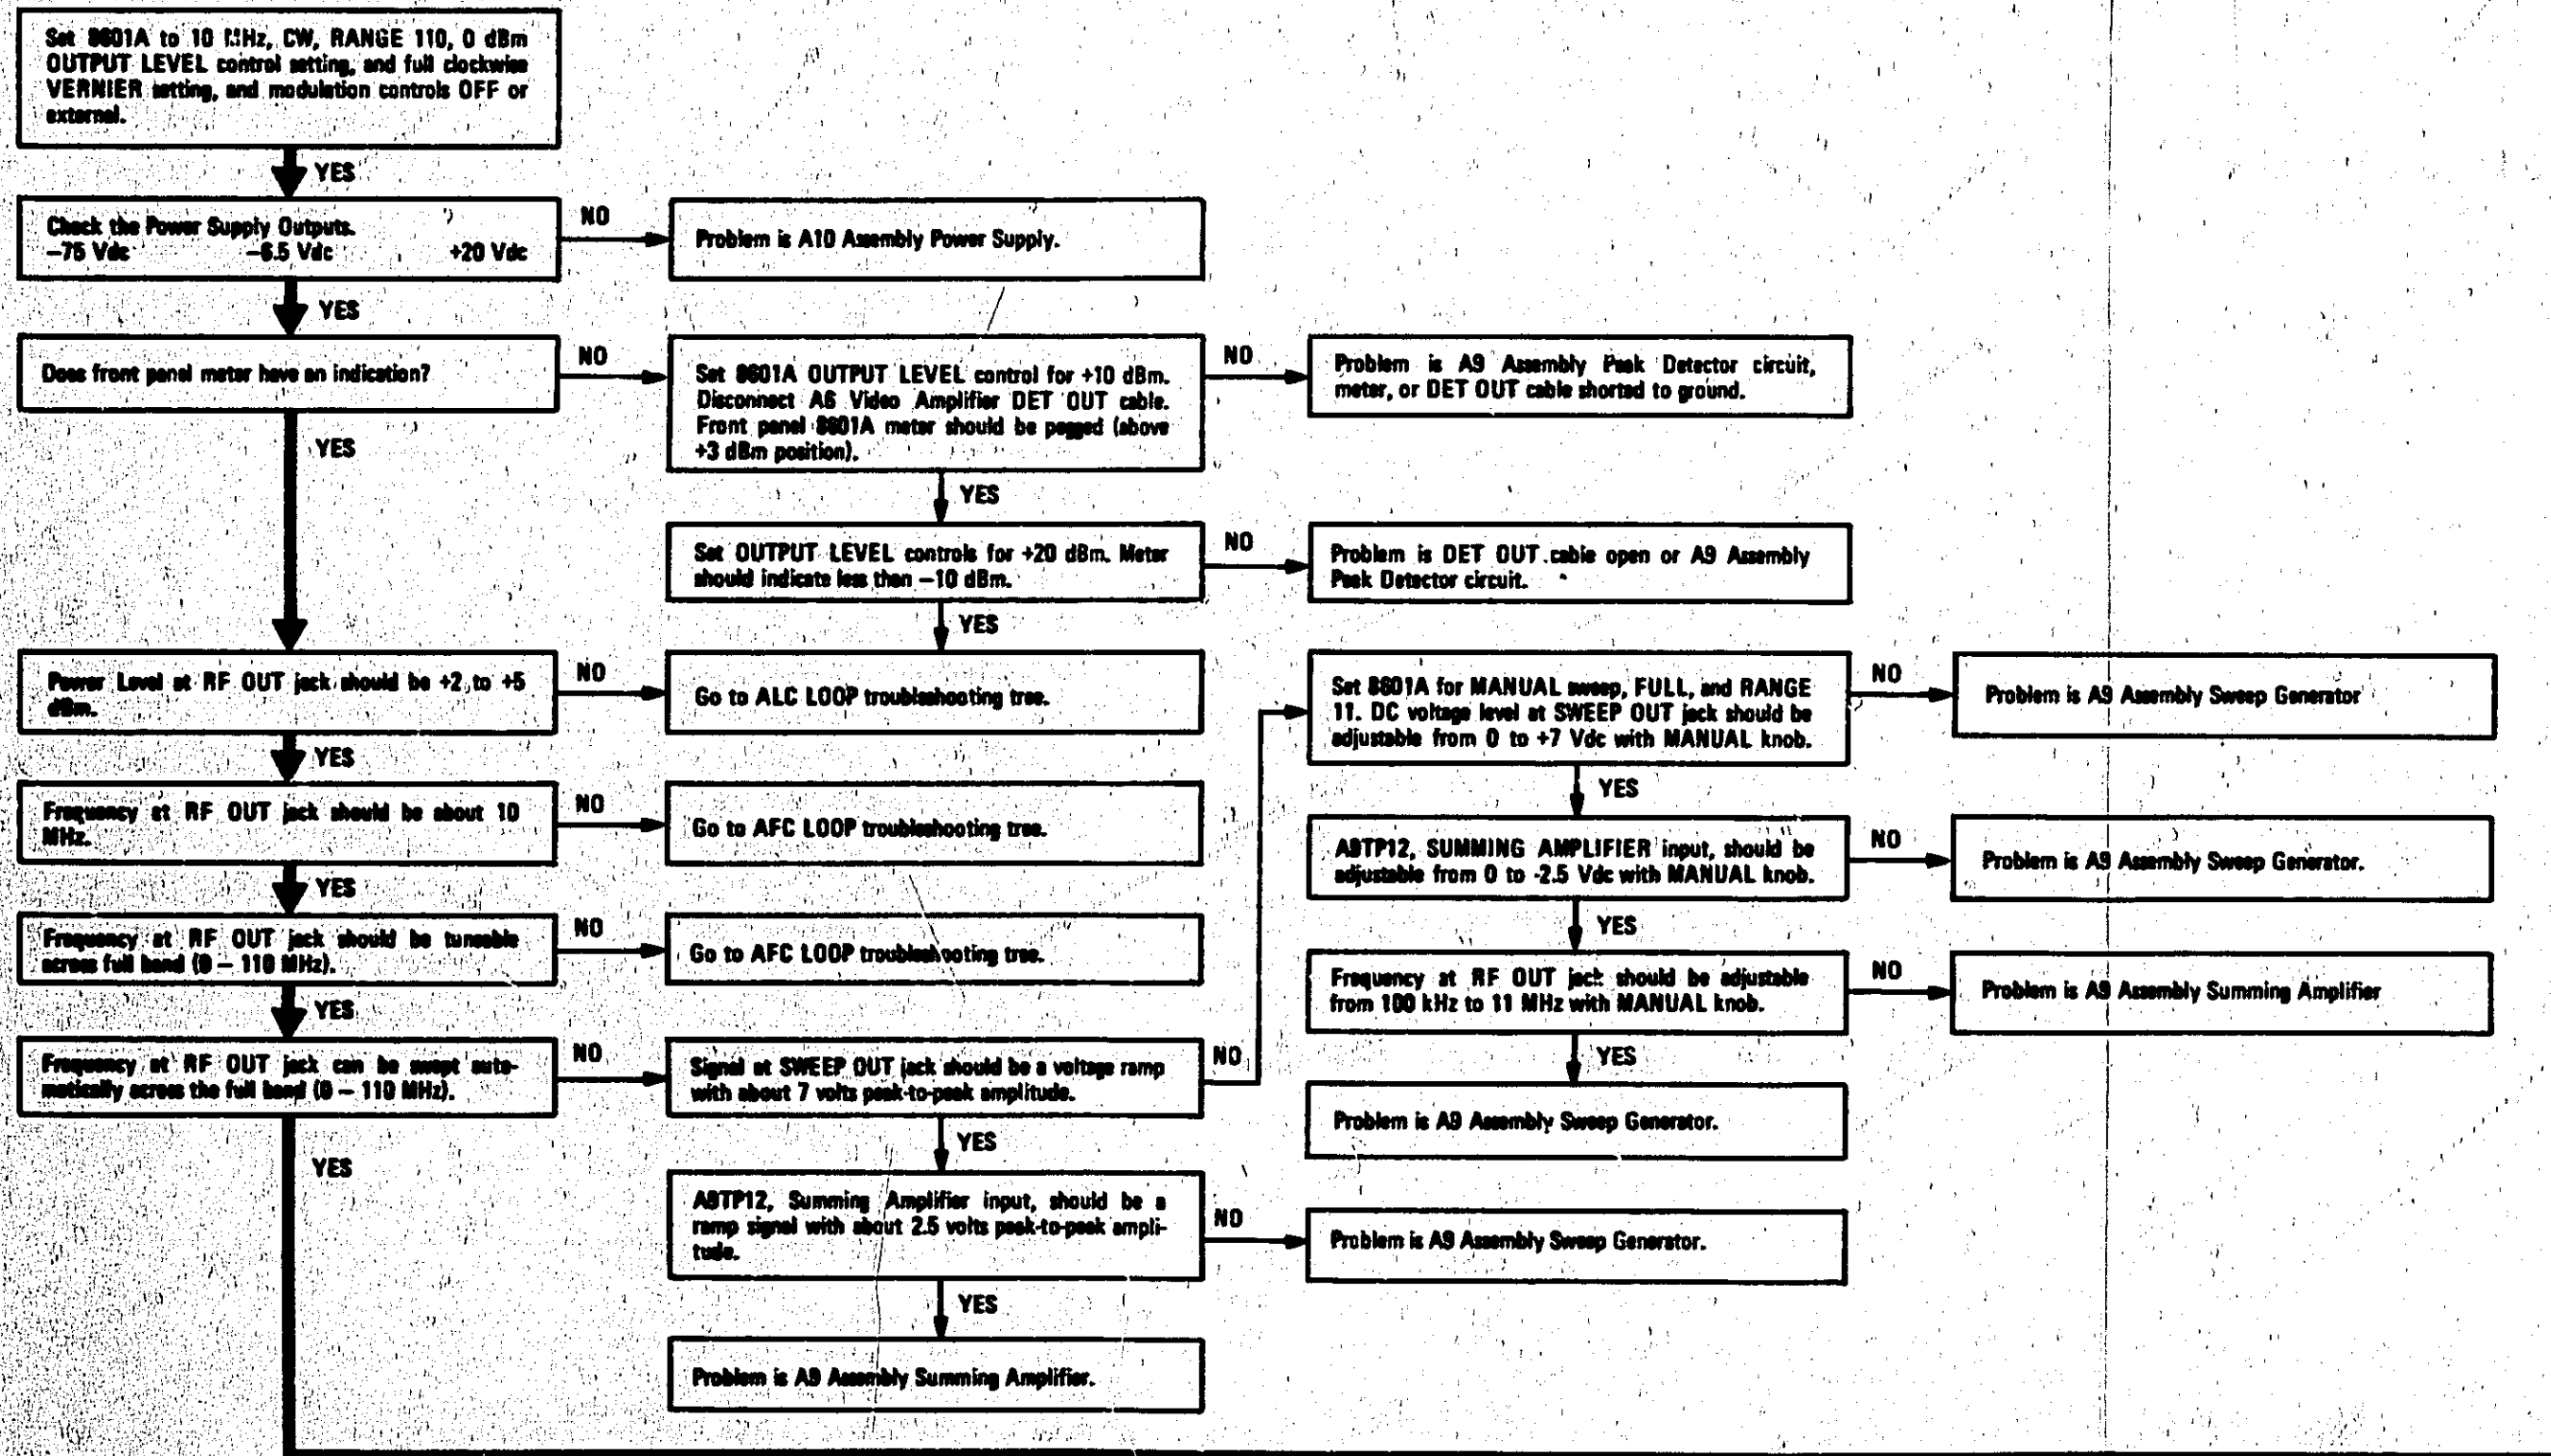 Set 8601A to 10 MHz, CW, RANGE 110, 0 dBm
OUTPUT LEVEL control setting, and full clockwise
VERNIER setting, and modulation controls OFF or
external.
YES
Check the Power Supply Outputs.
–75 Vdc –6.5 Vdc +20 Vdc
NO
Problem is A10 Assembly Power Supply.
YES
Does front panel meter have an indication?
NO
Set 8601A OUTPUT LEVEL control for +10 dBm.
Disconnect A6 Video Amplifier DET OUT cable.
Front panel 8601A meter should be pegged (above
+3 dBm position).
NO
Problem is A9 Assembly Peak Detector circuit,
meter, or DET OUT cable shorted to ground.
YES
YES
Set OUTPUT LEVEL controls for +20 dBm. Meter
should indicate less than –10 dBm.
NO
Problem is DET OUT cable open or A9 Assembly
Peak Detector circuit.
YES
Power Level at RF OUT jack should be +2 to +5
dBm.
NO
Go to ALC LOOP troubleshooting tree.
YES
Frequency at RF OUT jack should be about 10
MHz.
NO
Go to AFC LOOP troubleshooting tree.
YES
Frequency at RF OUT jack should be tuneable
across full band (0 – 110 MHz).
NO
Go to AFC LOOP troubleshooting tree.
YES
Frequency at RF OUT jack can be swept auto-
matically across the full band (0 – 110 MHz).
NO
Signal at SWEEP OUT jack should be a voltage ramp
with about 7 volts peak-to-peak amplitude.
NO
Set 8601A for MANUAL sweep, FULL, and RANGE
11. DC voltage level at SWEEP OUT jack should be
adjustable from 0 to +7 Vdc with MANUAL knob.
NO
Problem is A9 Assembly Sweep Generator
YES
A9TP12, SUMMING AMPLIFIER input, should be
adjustable from 0 to -2.5 Vdc with MANUAL knob.
NO
Problem is A9 Assembly Sweep Generator.
YES
Frequency at RF OUT jack should be adjustable
from 100 kHz to 11 MHz with MANUAL knob.
NO
Problem is A9 Assembly Summing Amplifier
YES
Problem is A9 Assembly Sweep Generator.
YES
YES
A9TP12, Summing Amplifier input, should be a
ramp signal with about 2.5 volts peak-to-peak ampli-
tude.
NO
Problem is A9 Assembly Sweep Generator.
YES
Problem is A9 Assembly Summing Amplifier.